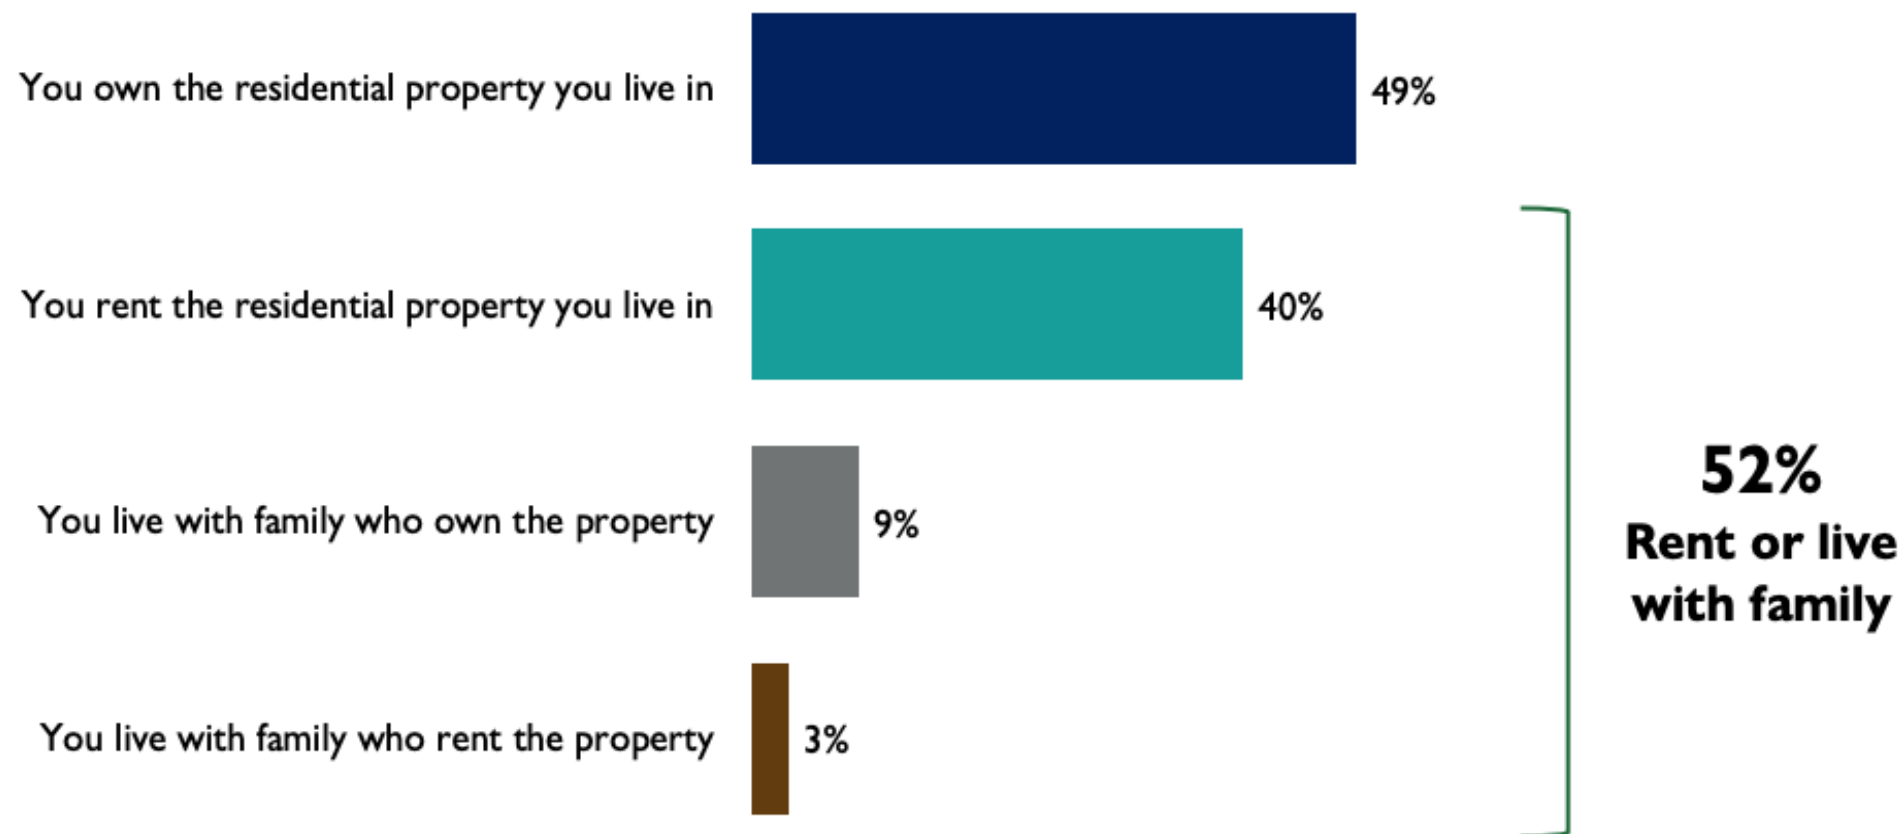 You own the residential property you live in
49%
You rent the residential property you live in
40%
You live with family who own the property
9%
You live with family who rent the property
3%
52%
Rent or live
with family